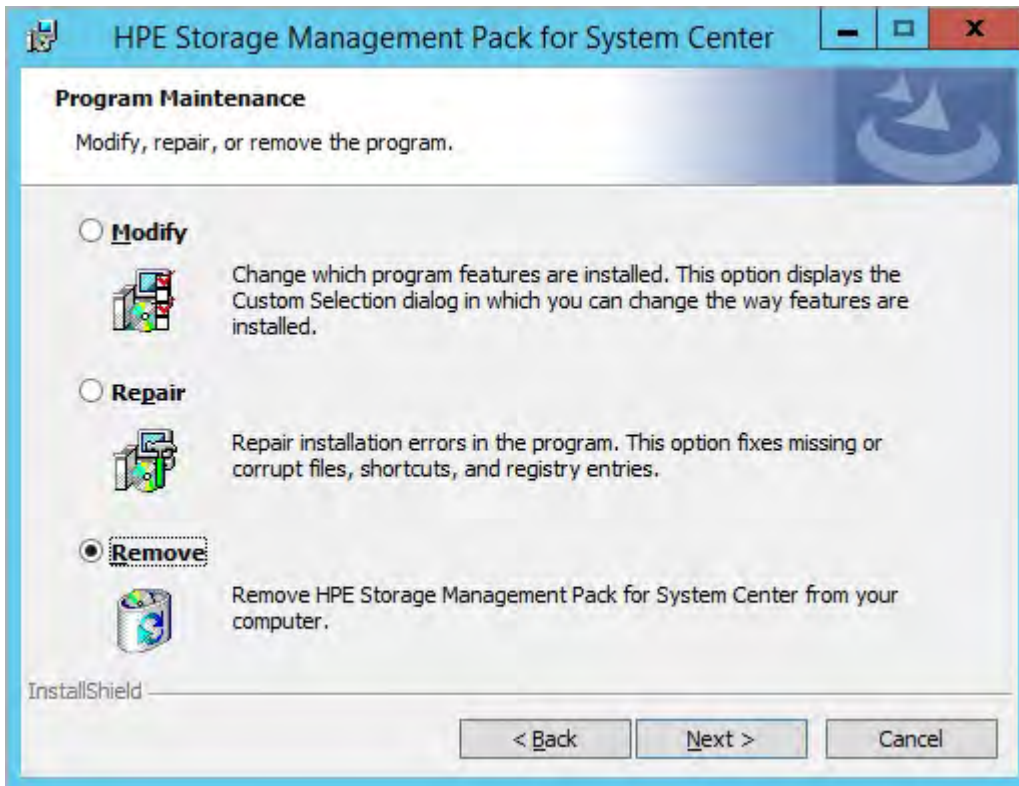 HPE Storage Management Pack for System Center
Program Maintenance
Modify, repair, or remove the program.
Modify
Change which program features are installed. This option displays the
Custom Selection dialog in which you can change the way features are
installed.
Repair
Repair installation errors in the program. This option fixes missing or
corrupt files, shortcuts, and registry entries.
Remove
Remove HPE Storage Management Pack for System Center from your
computer.
InstallShield
< Back
Next >
Cancel